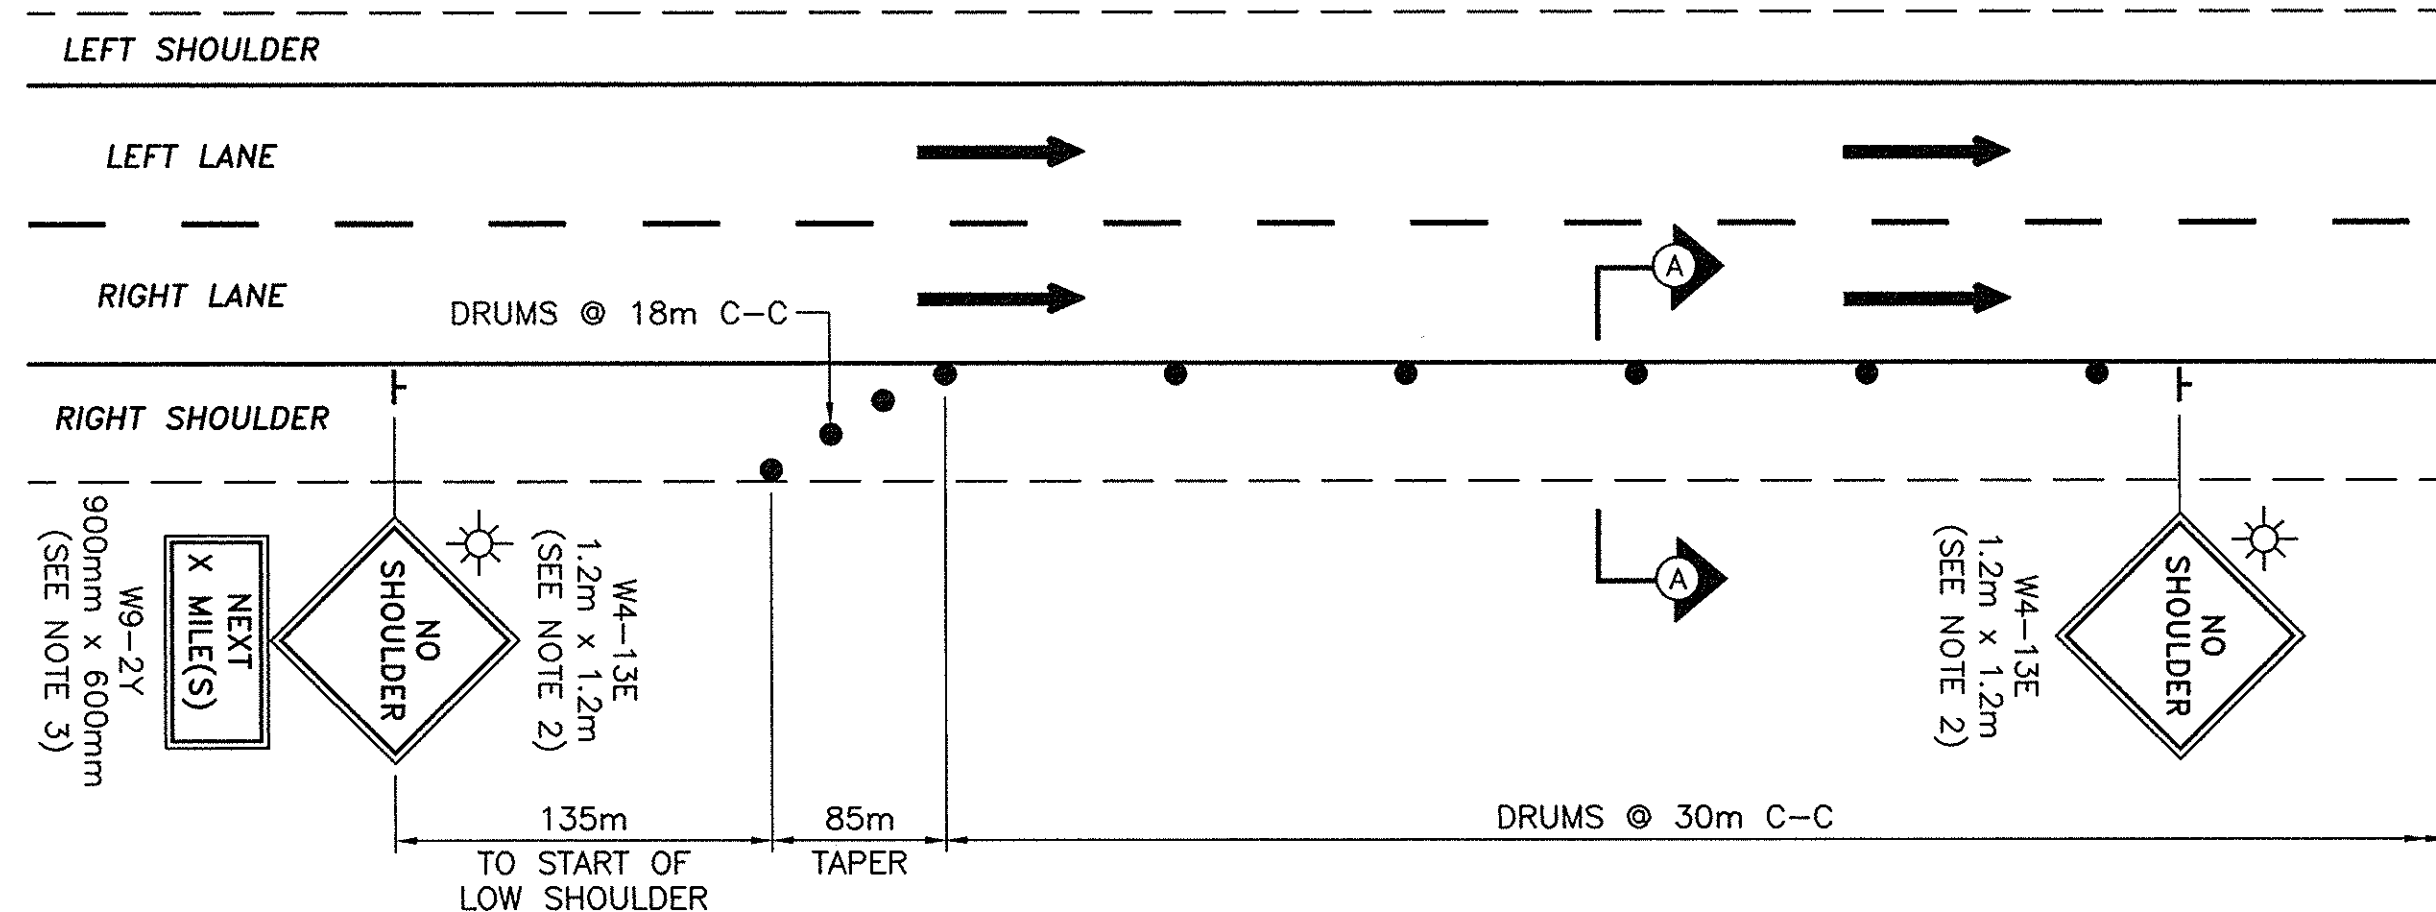 LEFT SHOULDER
LEFT LANE
RIGHT LANE
DRUMS @ 18m C-C
A
RIGHT SHOULDER
W9-2Y
900mm x 600mm
(SEE NOTE 3)
NEXT
X MILE(S)
NO
SHOULDER
W4-13E
1.2m x 1.2m
(SEE NOTE 2)
A
W4-13E
1.2m x 1.2m
(SEE NOTE 2)
NO
SHOULDER
135m
TO START OF
LOW SHOULDER
85m
TAPER
DRUMS @ 30m C-C